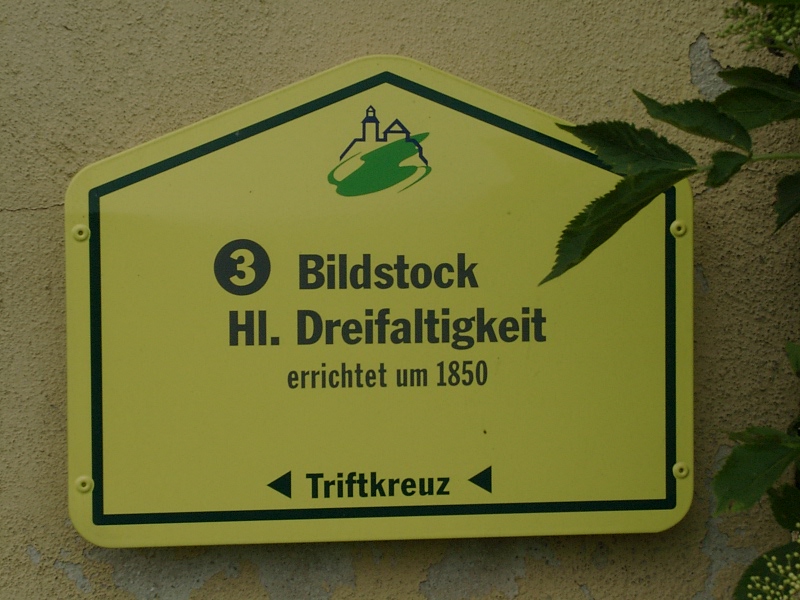 3 Bildstock
Hl. Dreifaltigkeit
errichtet um 1850
◄ Triftkreuz ◄